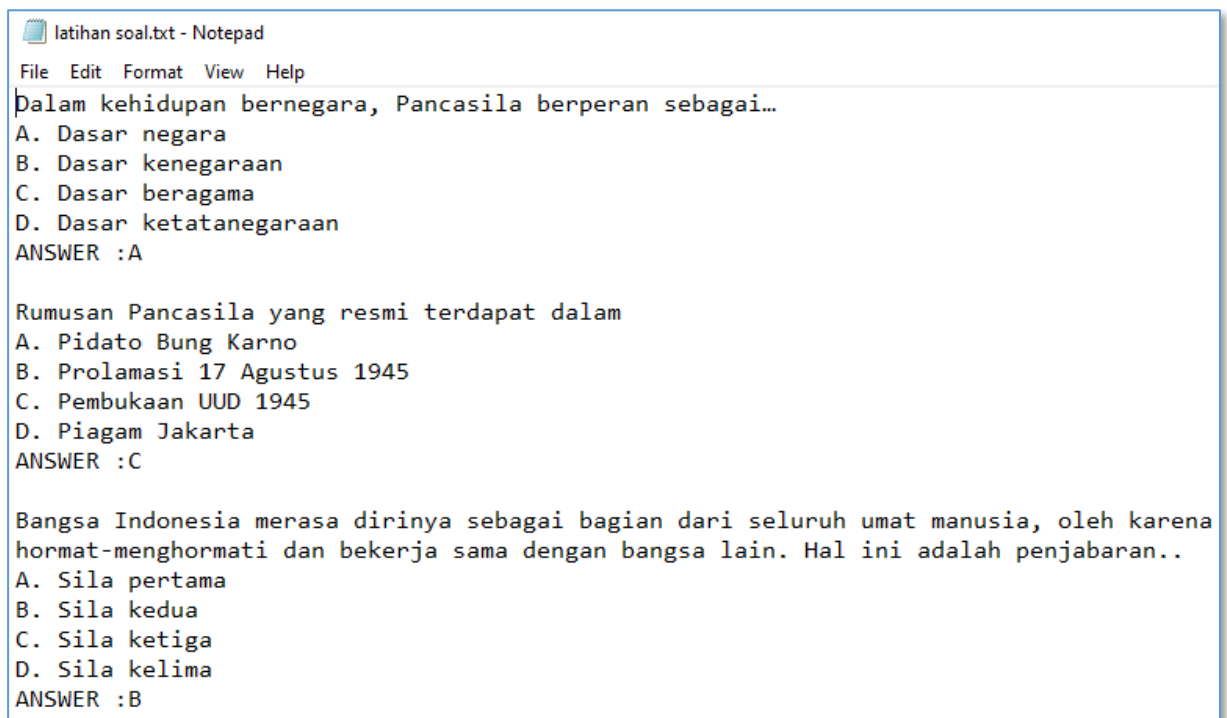 latihan soal.txt - Notepad
File Edit Format View Help
Dalam kehidupan bernegara, Pancasila berperan sebagai…
A. Dasar negara
B. Dasar kenegaraan
C. Dasar beragama
D. Dasar ketatanegaraan
ANSWER :A
Rumusan Pancasila yang resmi terdapat dalam
A. Pidato Bung Karno
B. Prolamasi 17 Agustus 1945
C. Pembukaan UUD 1945
D. Piagam Jakarta
ANSWER :C
Bangsa Indonesia merasa dirinya sebagai bagian dari seluruh umat manusia, oleh karena
hormat-menghormati dan bekerja sama dengan bangsa lain. Hal ini adalah penjabaran..
A. Sila pertama
B. Sila kedua
C. Sila ketiga
D. Sila kelima
ANSWER :B